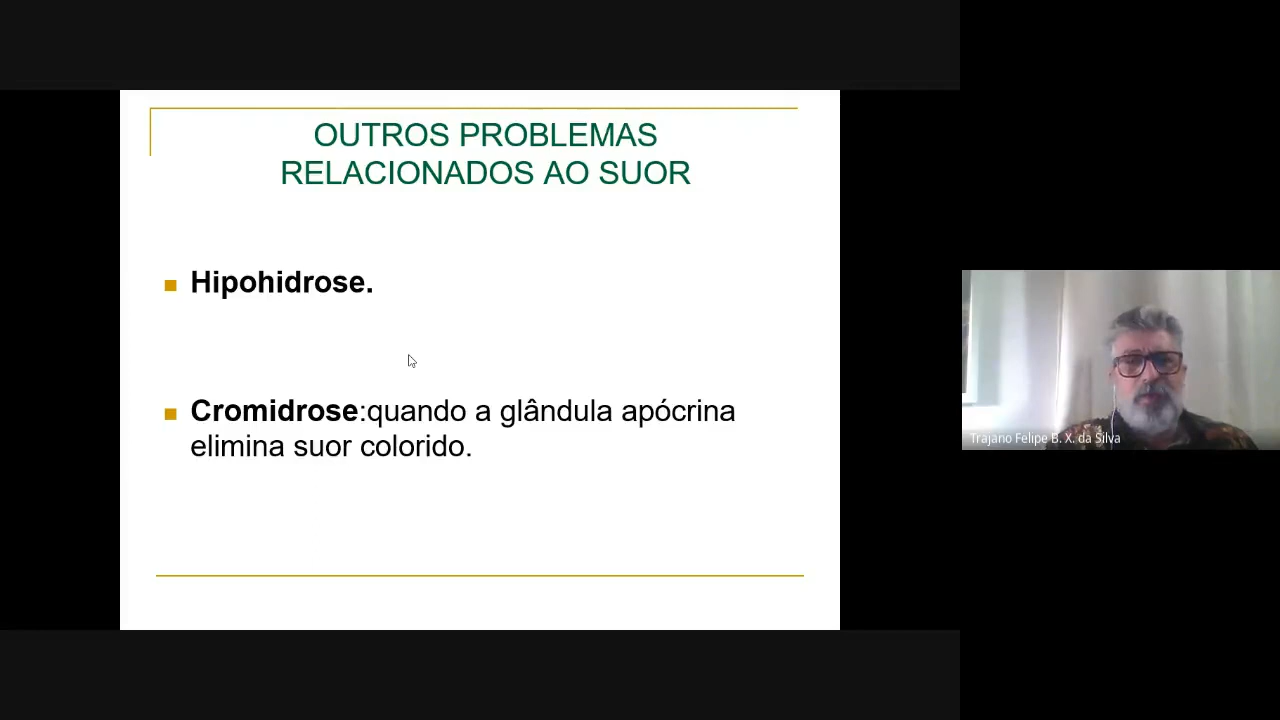 OUTROS PROBLEMAS
RELACIONADOS AO SUOR
Hipohidrose.
Cromidrose:quando a glândula apócrina
elimina suor colorido.
Trajano Felipe B. X. da Silva